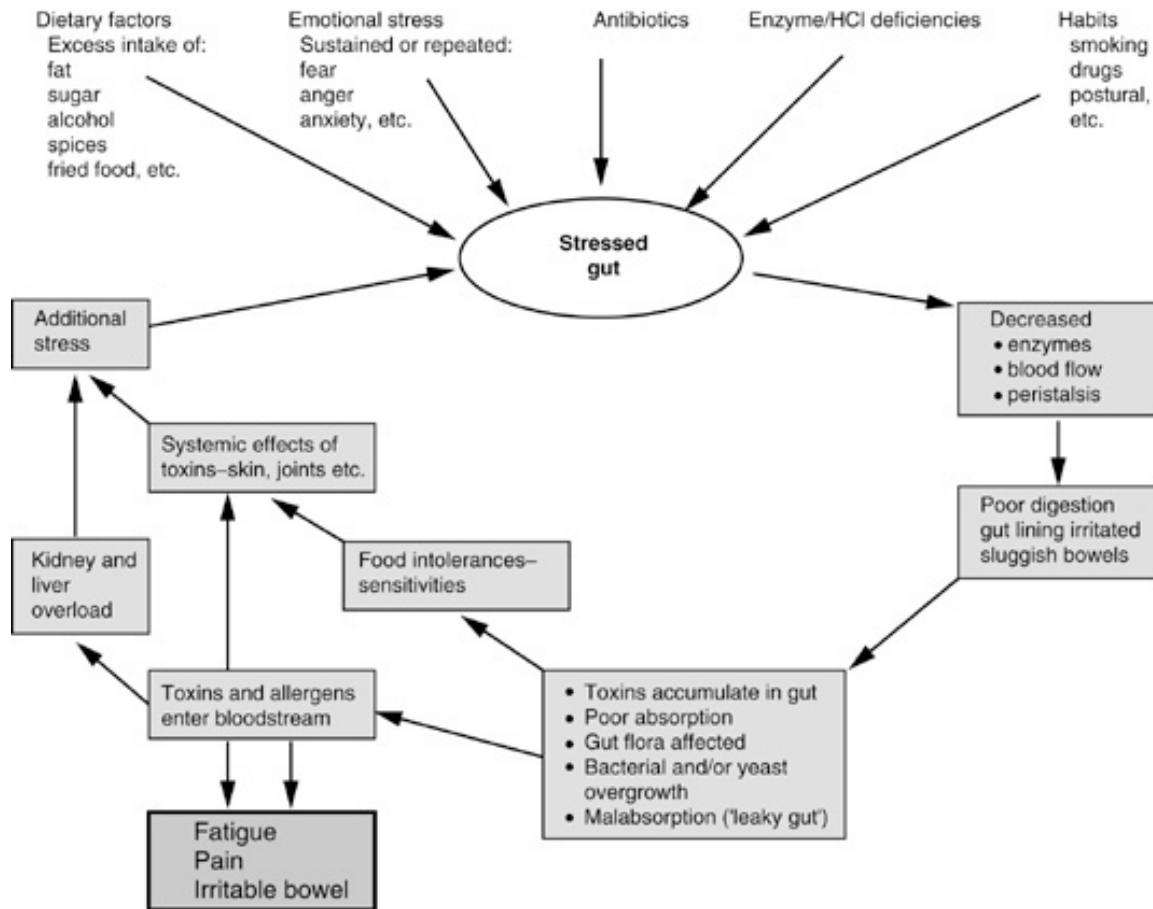 Dietary factors
Excess intake of:
fat
sugar
alcohol
spices
fried food, etc.
Emotional stress
Sustained or repeated:
fear
anger
anxiety, etc.
Antibiotics
Enzyme/HCl deficiencies
Habits
smoking
drugs
postural,
etc.
Stressed
gut
Additional
stress
Decreased
• enzymes
• blood flow
• peristalsis
Systemic effects of
toxins–skin, joints etc.
Poor digestion
gut lining irritated
sluggish bowels
Kidney and
liver
overload
Food intolerances–
sensitivities
Toxins and allergens
enter bloodstream
• Toxins accumulate in gut
• Poor absorption
• Gut flora affected
• Bacterial and/or yeast
overgrowth
• Malabsorption ('leaky gut')
Fatigue
Pain
Irritable bowel